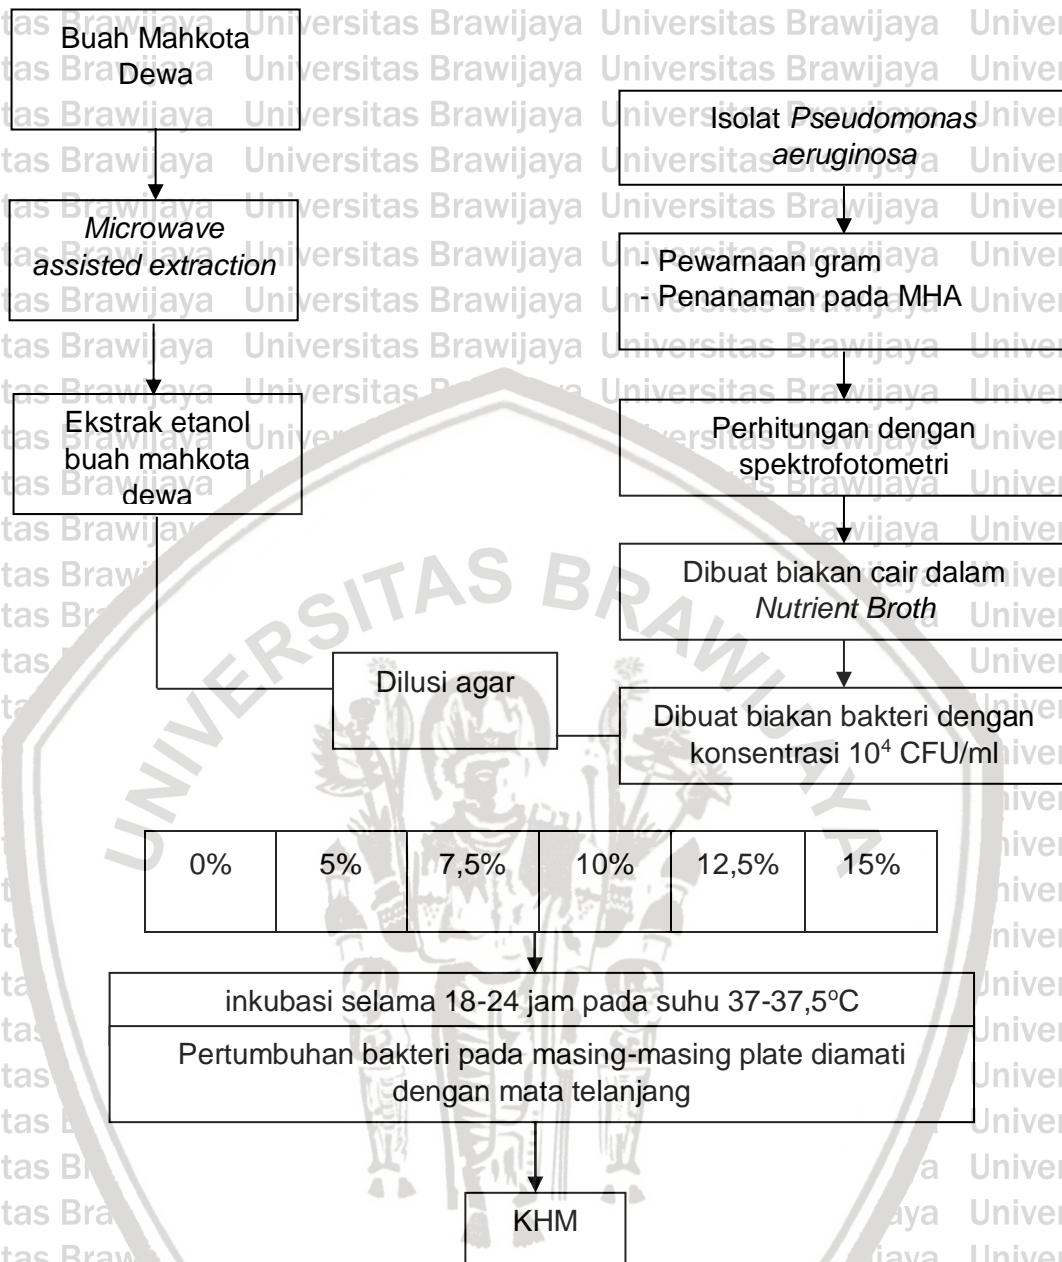 Buah Mahkota
Dewa
Microwave
assisted extraction
Ekstrak etanol
buah mahkota
dewa
Isolat Pseudomonas
aeruginosa
- Pewarnaan gram
- Penanaman pada MHA
Perhitungan dengan
spektrofotometri
Dibuat biakan cair dalam
Nutrient Broth
Dibuat biakan bakteri dengan
konsentrasi 10⁴ CFU/ml
Dilusi agar
0% 5% 7,5% 10% 12,5% 15%
inkubasi selama 18-24 jam pada suhu 37-37,5ºC
Pertumbuhan bakteri pada masing-masing plate diamati
dengan mata telanjang
KHM
UNIVERSITAS BRAWIJAYA